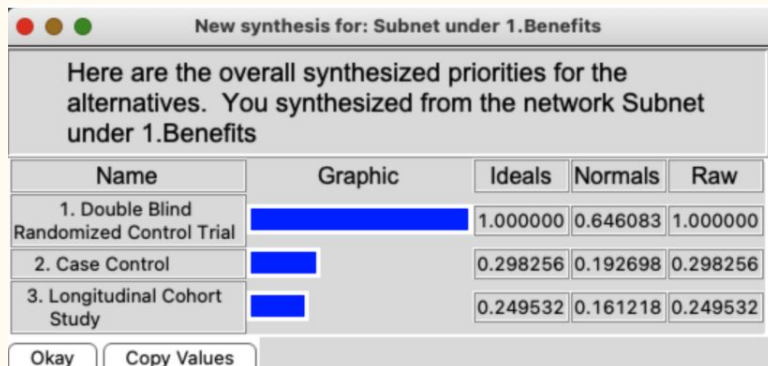 New synthesis for: Subnet under 1.Benefits
Here are the overall synthesized priorities for the
alternatives. You synthesized from the network Subnet
under 1.Benefits
Name Graphic Ideals Normals Raw
1. Double Blind
Randomized Control Trial 1.000000 0.646083 1.000000
2. Case Control 0.298256 0.192698 0.298256
3. Longitudinal Cohort
Study 0.249532 0.161218 0.249532
Okay Copy Values